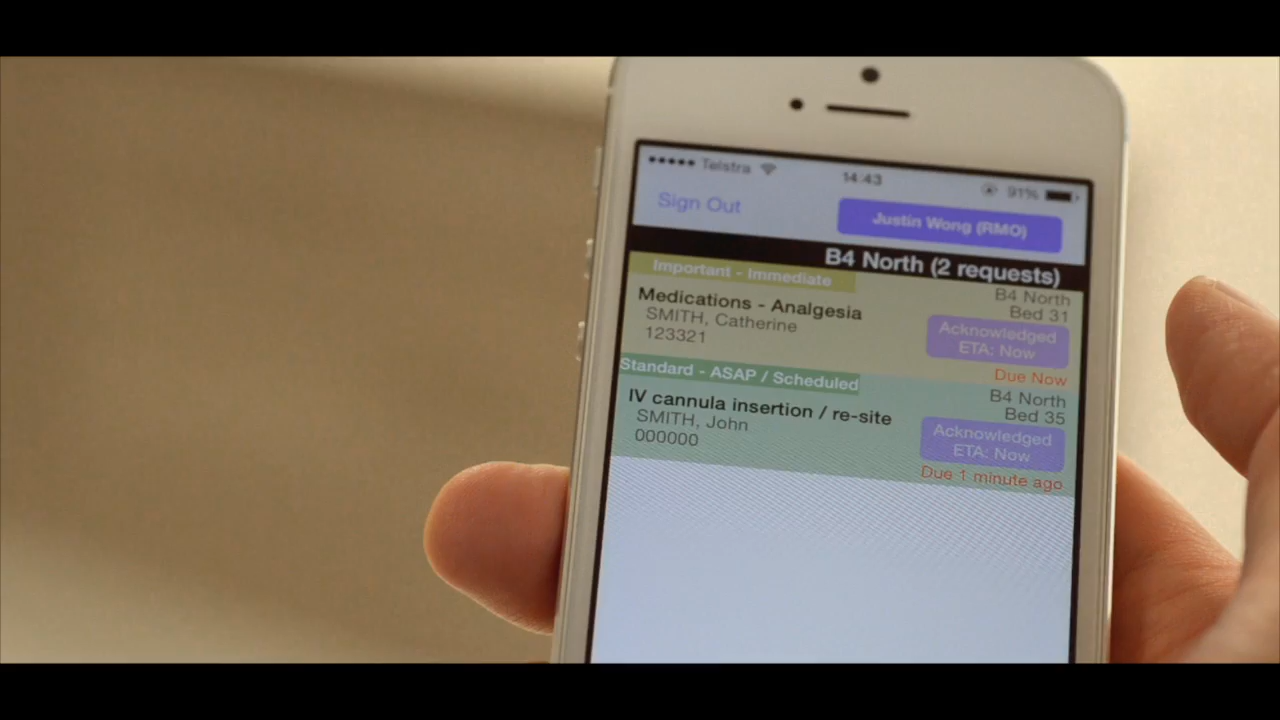 Telstra 14:43 91%
Sign Out Justin Wong (RMO)
B4 North (2 requests)
Important - Immediate
B4 North
Medications - Analgesia
Bed 31
SMITH, Catherine
Acknowledged
ETA: Now
123321
Due Now
Standard - ASAP / Scheduled
B4 North
IV cannula insertion / re-site
Bed 35
SMITH, John
Acknowledged
ETA: Now
000000
Due 1 minute ago